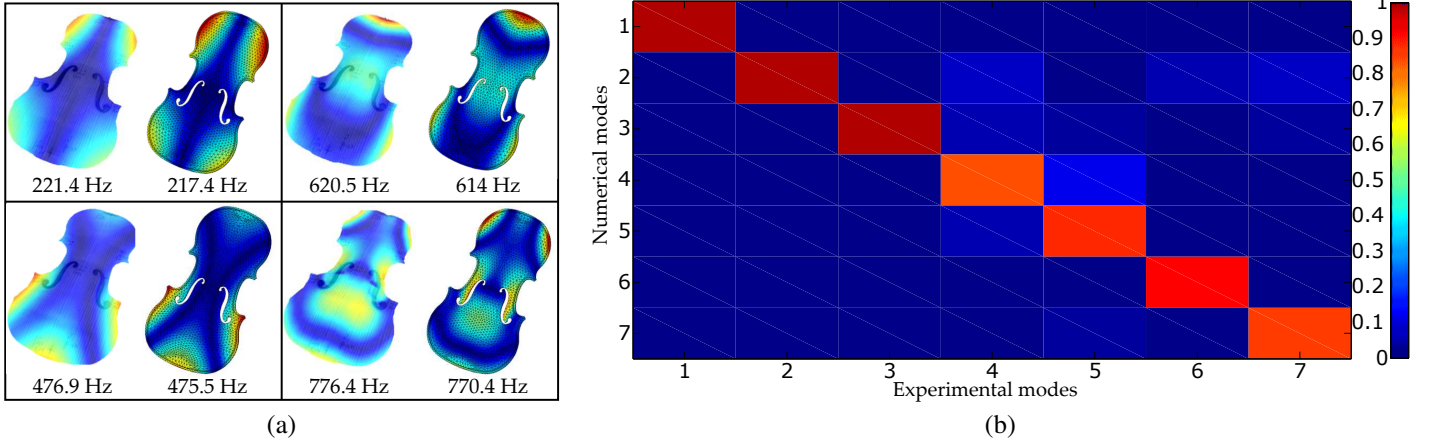 221.4 Hz 217.4 Hz 620.5 Hz 614 Hz
476.9 Hz 475.5 Hz 776.4 Hz 770.4 Hz
(a)
Numerical modes
1
2
3
4
5
6
7
1 2 3 4 5 6 7
Experimental modes
1
0.9
0.8
0.7
0.6
0.5
0.4
0.3
0.2
0.1
0
(b)